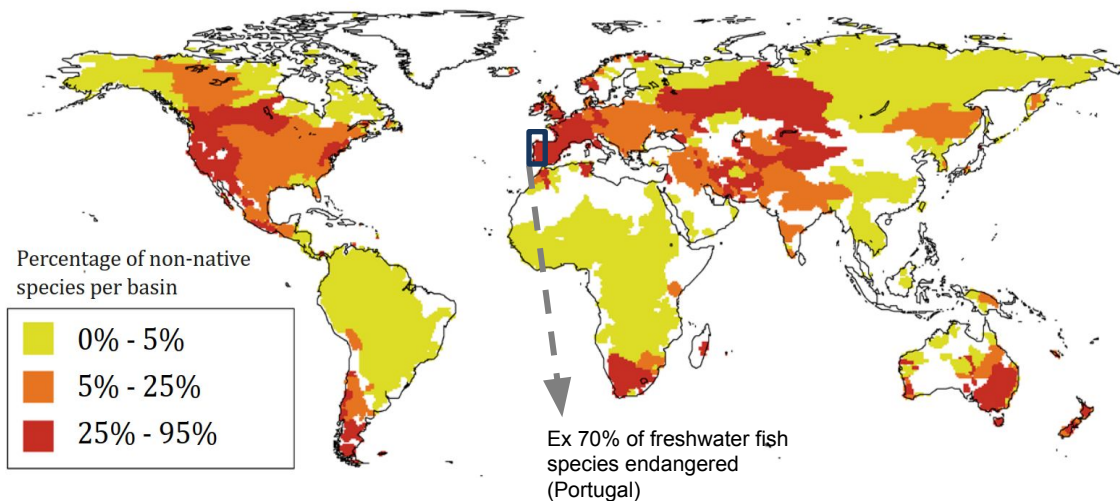 Percentage of non-native
species per basin
0% - 5%
5% - 25%
25% - 95%
Ex 70% of freshwater fish
species endangered
(Portugal)